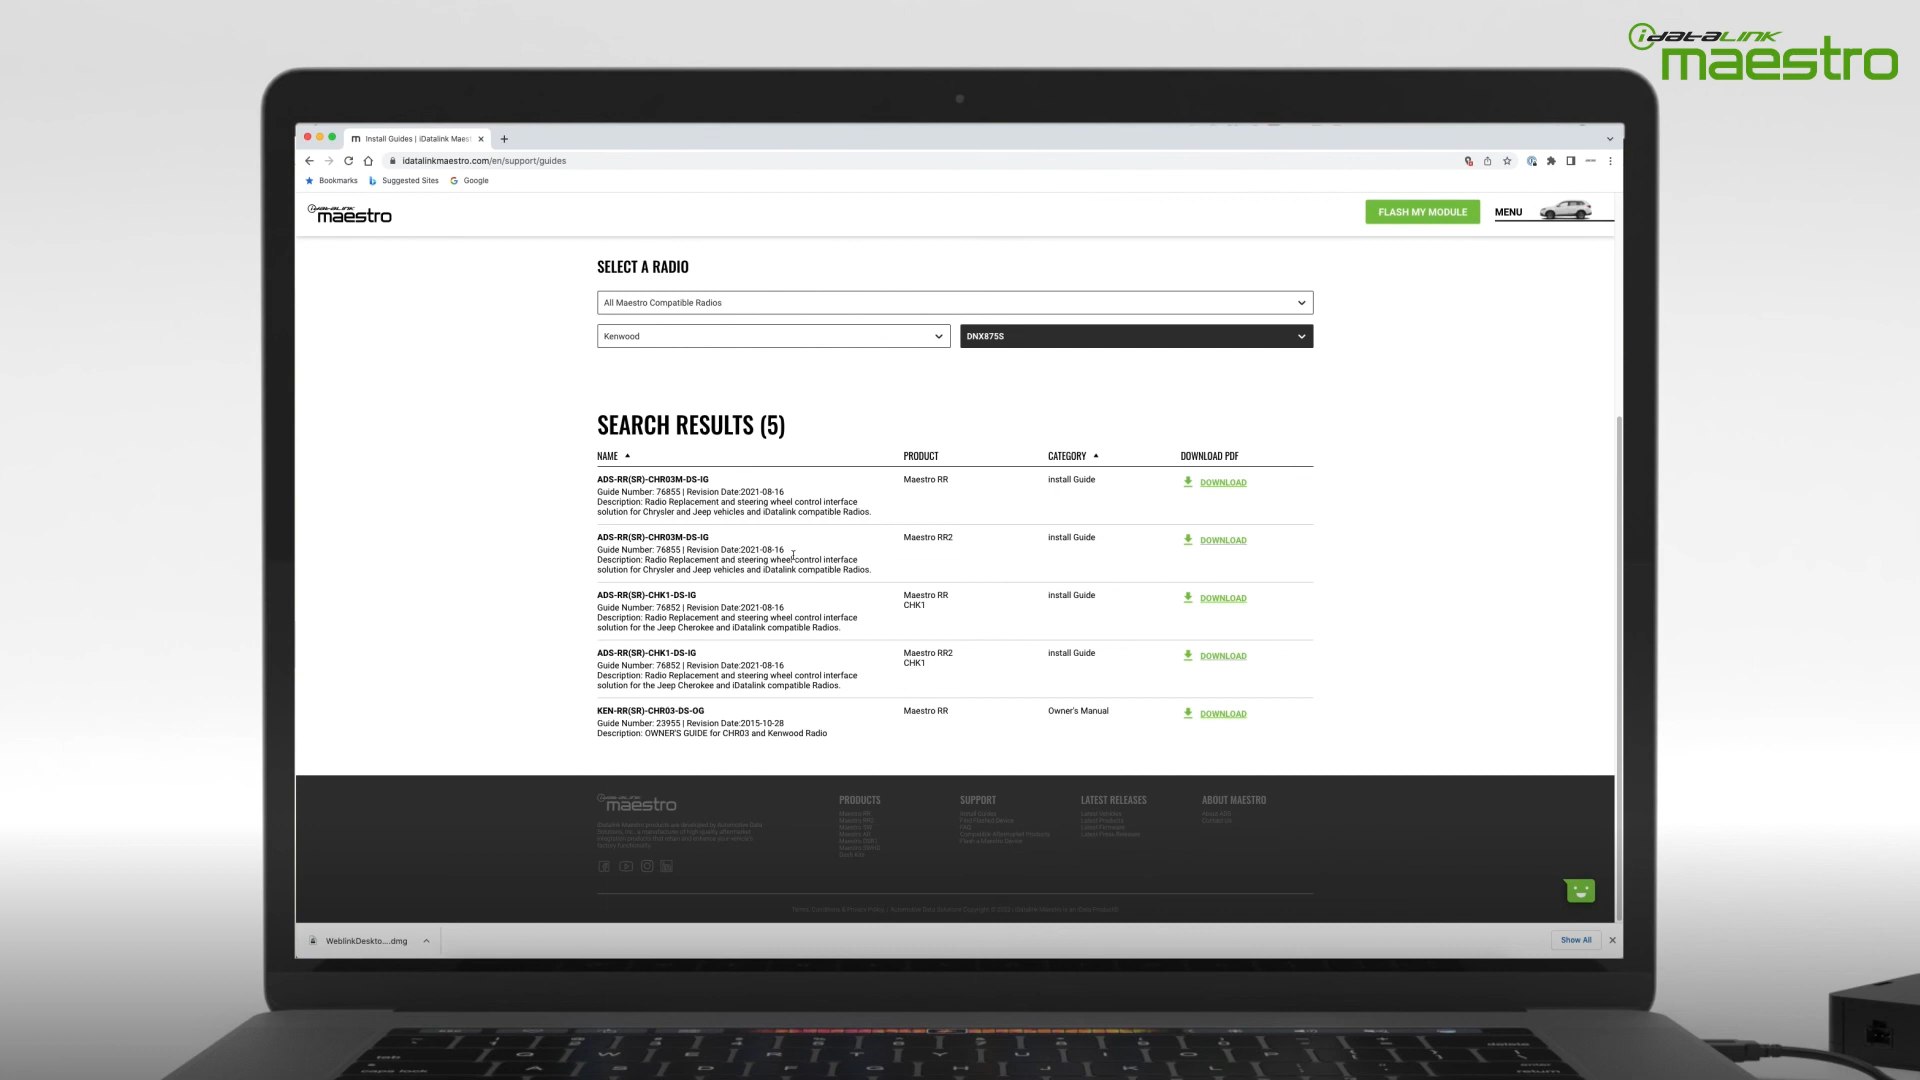 iDATALINK
maestro
Install Guides | iDatalink Maes
idatalinkmaestro.com/en/support/guides
Bookmarks Suggested Sites Google
iDATALINK
maestro
FLASH MY MODULE
MENU
SELECT A RADIO
All Maestro Compatible Radios
Kenwood
DNX875S
SEARCH RESULTS (5)
NAME PRODUCT CATEGORY DOWNLOAD PDF
ADS-RR(SR)-CHR03M-DS-IG Maestro RR install Guide DOWNLOAD
Guide Number: 76855 | Revision Date:2021-08-16
Description: Radio Replacement and steering wheel control interface
solution for Chrysler and Jeep vehicles and iDatalink compatible Radios.
ADS-RR(SR)-CHR03M-DS-IG Maestro RR2 install Guide DOWNLOAD
Guide Number: 76855 | Revision Date:2021-08-16
Description: Radio Replacement and steering wheel control interface
solution for Chrysler and Jeep vehicles and iDatalink compatible Radios.
ADS-RR(SR)-CHK1-DS-IG Maestro RR install Guide DOWNLOAD
CHK1
Guide Number: 76852 | Revision Date:2021-08-16
Description: Radio Replacement and steering wheel control interface
solution for the Jeep Cherokee and iDatalink compatible Radios.
ADS-RR(SR)-CHK1-DS-IG Maestro RR2 install Guide DOWNLOAD
CHK1
Guide Number: 76852 | Revision Date:2021-08-16
Description: Radio Replacement and steering wheel control interface
solution for the Jeep Cherokee and iDatalink compatible Radios.
KEN-RR(SR)-CHR03-DS-OG Maestro RR Owner's Manual DOWNLOAD
Guide Number: 23955 | Revision Date:2015-10-28
Description: OWNER'S GUIDE for CHR03 and Kenwood Radio
maestro
PRODUCTS SUPPORT LATEST RELEASES ABOUT MAESTRO
WeblinkDeskto....dmg
Show All
tab Q W E R T Y U I O P
caps lock A S D F G H J K L
delete
return